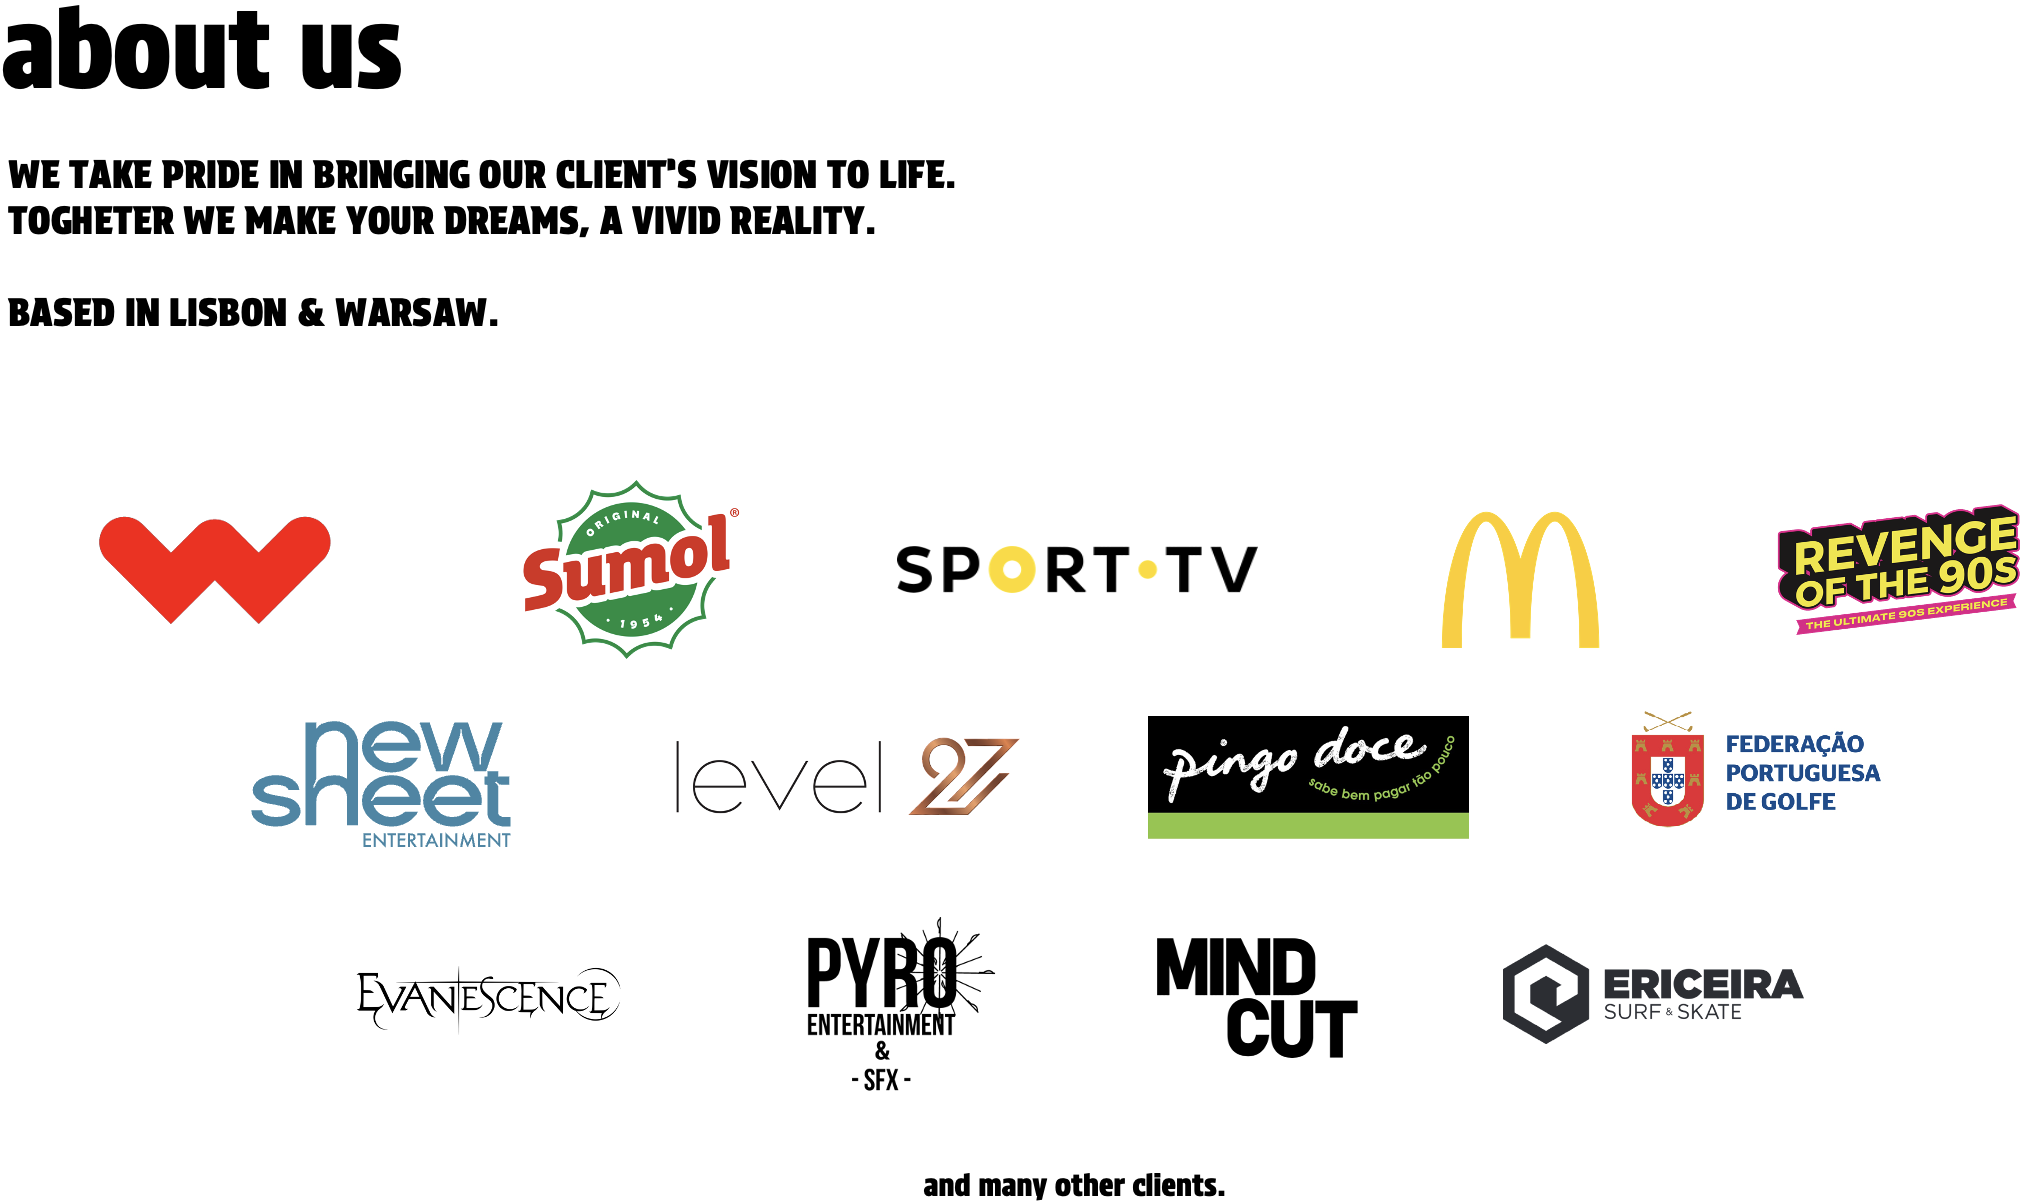 about us
WE TAKE PRIDE IN BRINGING OUR CLIENT'S VISION TO LIFE.
TOGHETER WE MAKE YOUR DREAMS, A VIVID REALITY.
BASED IN LISBON & WARSAW.
ORIGINAL
Sumol®
· 1954 ·
SPORT·TV
REVENGE
OF THE 90S
THE ULTIMATE 90S EXPERIENCE
new
sheet
ENTERTAINMENT
level 27
pingo doce
sabe bem pagar tão pouco
FEDERAÇÃO
PORTUGUESA
DE GOLFE
EVANESCENCE
PYRO
ENTERTAINMENT
&
- SFX -
MIND
CUT
ERICEIRA
SURF & SKATE
and many other clients.